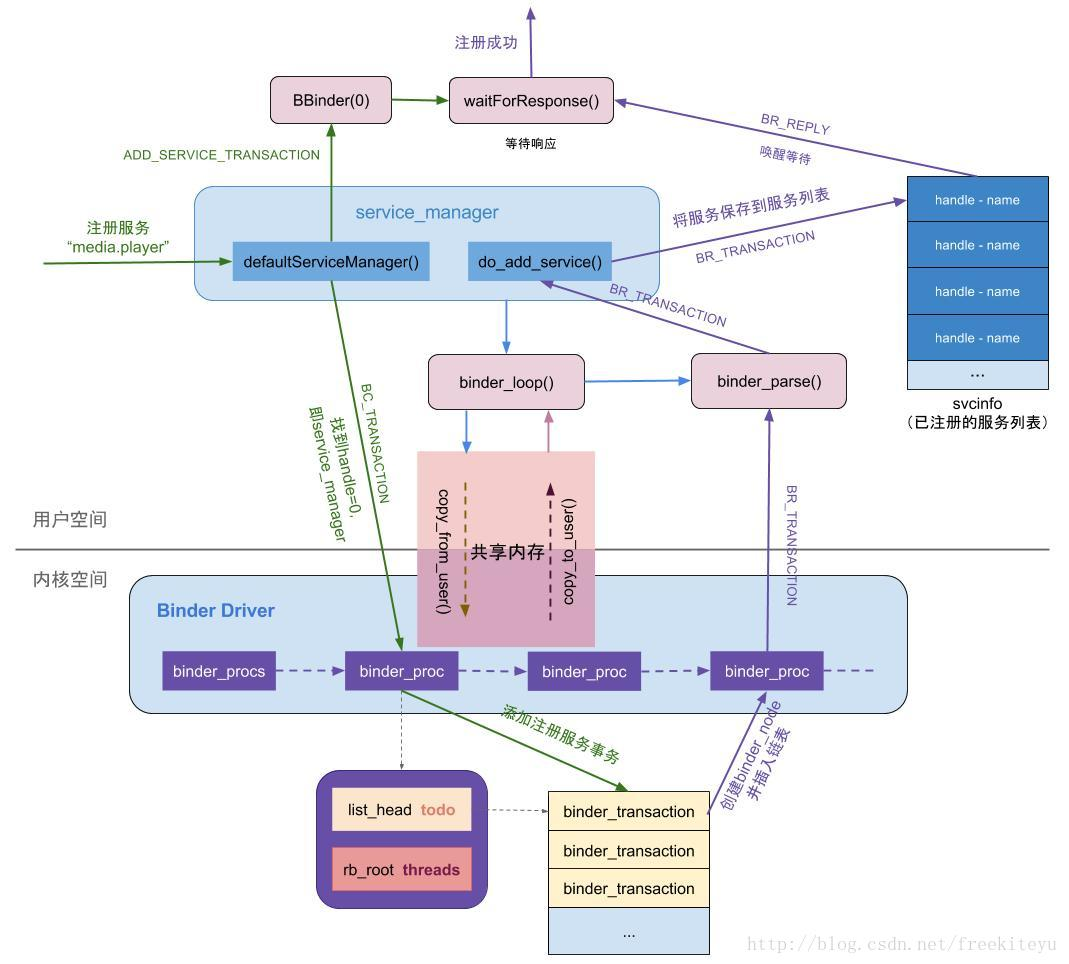 注册成功
BBinder(0)
waitForResponse()
等待响应
BR_REPLY
唤醒等待
ADD_SERVICE_TRANSACTION
service_manager
注册服务
“media.player”
defaultServiceManager()
do_add_service()
将服务保存到服务列表
BR_TRANSACTION
handle - name
handle - name
handle - name
handle - name
...
svcinfo
（已注册的服务列表）
BR_TRANSACTION
binder_loop()
binder_parse()
BC_TRANSACTION
找到handle=0,
即service_manager
copy_from_user()
共享内存
copy_to_user()
BR_TRANSACTION
用户空间
内核空间
Binder Driver
binder_procs
binder_proc
binder_proc
binder_proc
添加注册服务事务
创建binder_node
并插入链表
list_head todo
rb_root threads
binder_transaction
binder_transaction
binder_transaction
...
http://blog.csdn.net/freekiteyu